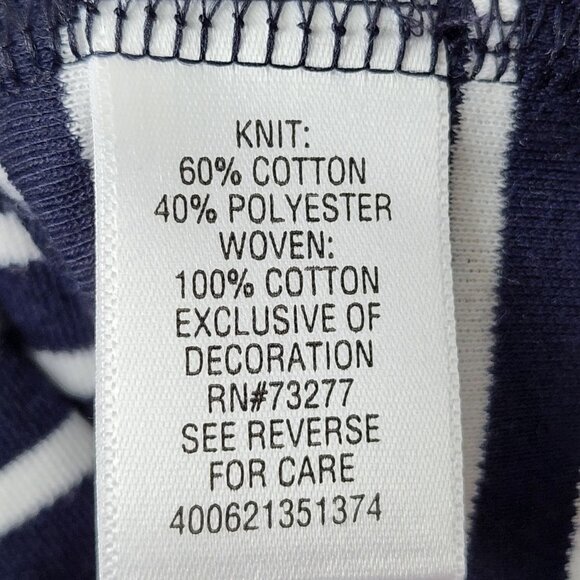 KNIT:
60% COTTON
40% POLYESTER
WOVEN:
100% COTTON
EXCLUSIVE OF
DECORATION
RN#73277
SEE REVERSE
FOR CARE
400621351374